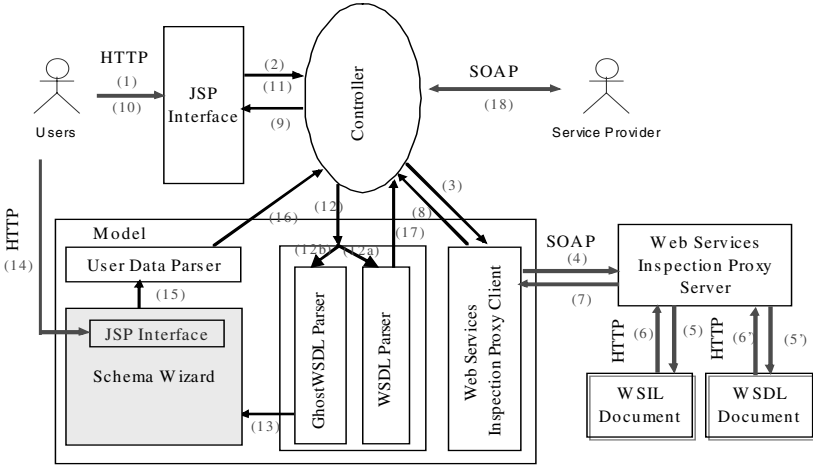 HTTP
(1)
(10)
Users
JSP
Interface
(2)
(11)
(9)
Controller
SOAP
(18)
Service Provider
HTTP
(14)
(16)
(12)
(17)
(8)
(3)
Model
User Data Parser
(15)
JSP Interface
Schema Wizard
(13)
(12b)
(12a)
GhostWSDL Parser
WSDL Parser
Web Services
Inspection Proxy Client
SOAP
(4)
(7)
Web Services
Inspection Proxy
Server
HTTP
(6)
(5)
HTTP
(6')
(5')
WSIL
Document
WSDL
Document